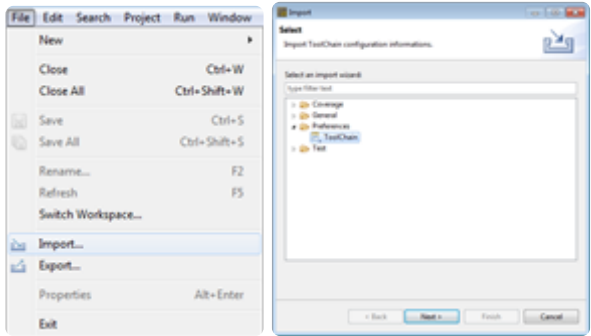 File Edit Search Project Run Window
New
Close Ctrl+W
Close All Ctrl+Shift+W
Save Ctrl+S
Save All Ctrl+Shift+S
Rename... F2
Refresh F5
Switch Workspace...
Import...
Export...
Properties Alt+Enter
Exit
Import
Select
Import ToolChain configuration informations.
Select an import wizard:
type filter text
Coverage
General
Preferences
ToolChain
Test
< Back Next > Finish Cancel